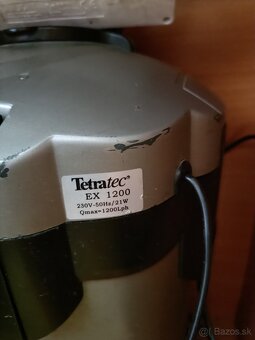 Tetratec®
EX 1200
230V-50Hz/21W
Qmax=1200Lph
Bazos.sk